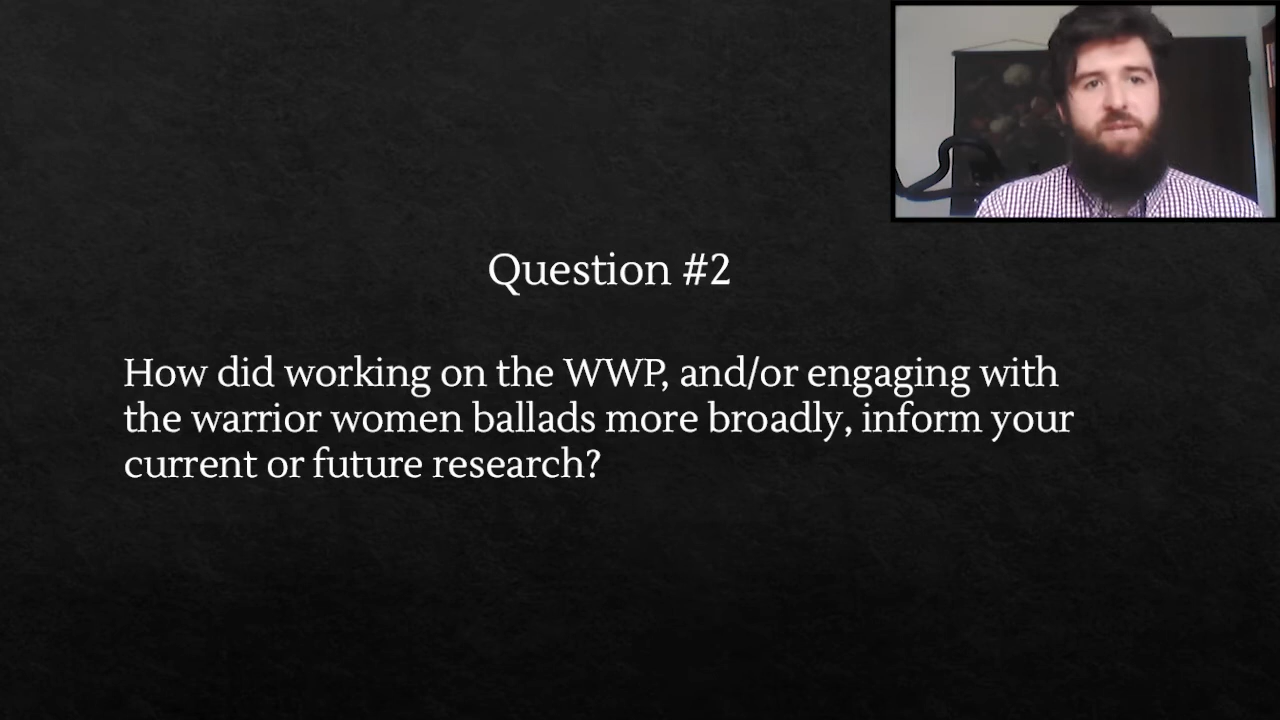 Question #2
How did working on the WWP, and/or engaging with
the warrior women ballads more broadly, inform your
current or future research?